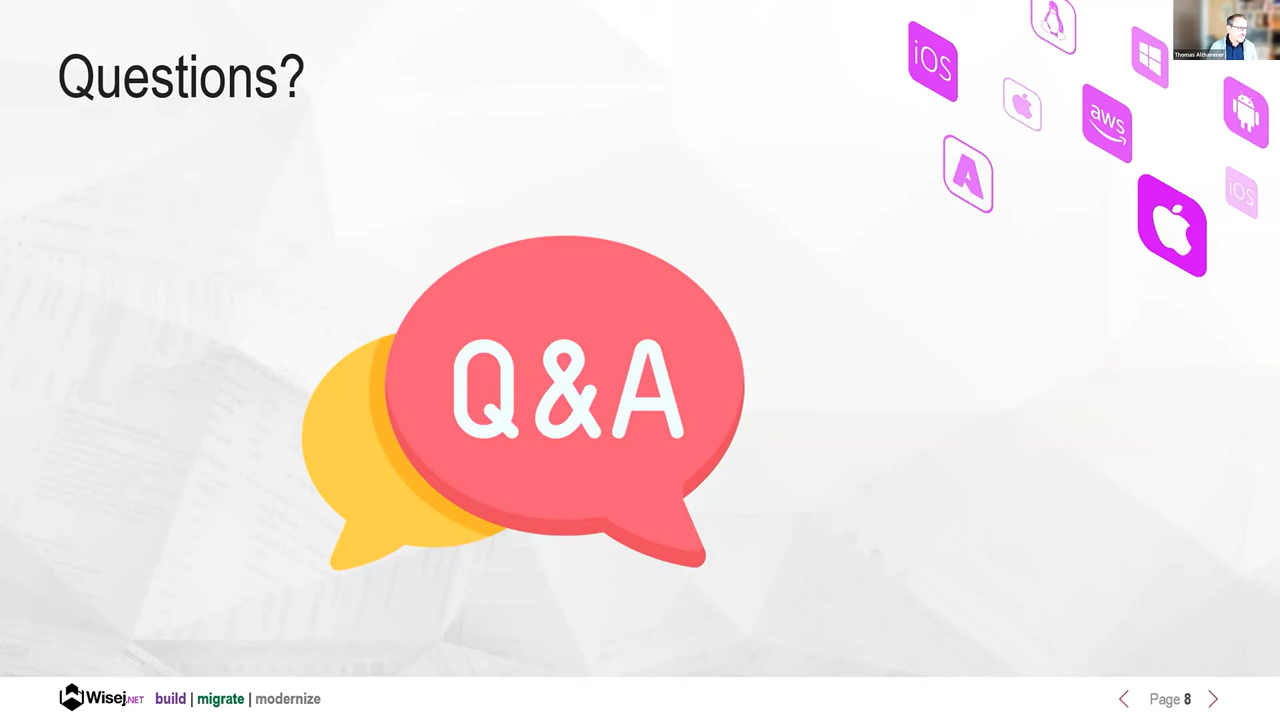 Questions?
iOS
aws
iOS
Thomas Althammer
Q&A
Wisej.NET build | migrate | modernize
Page 8